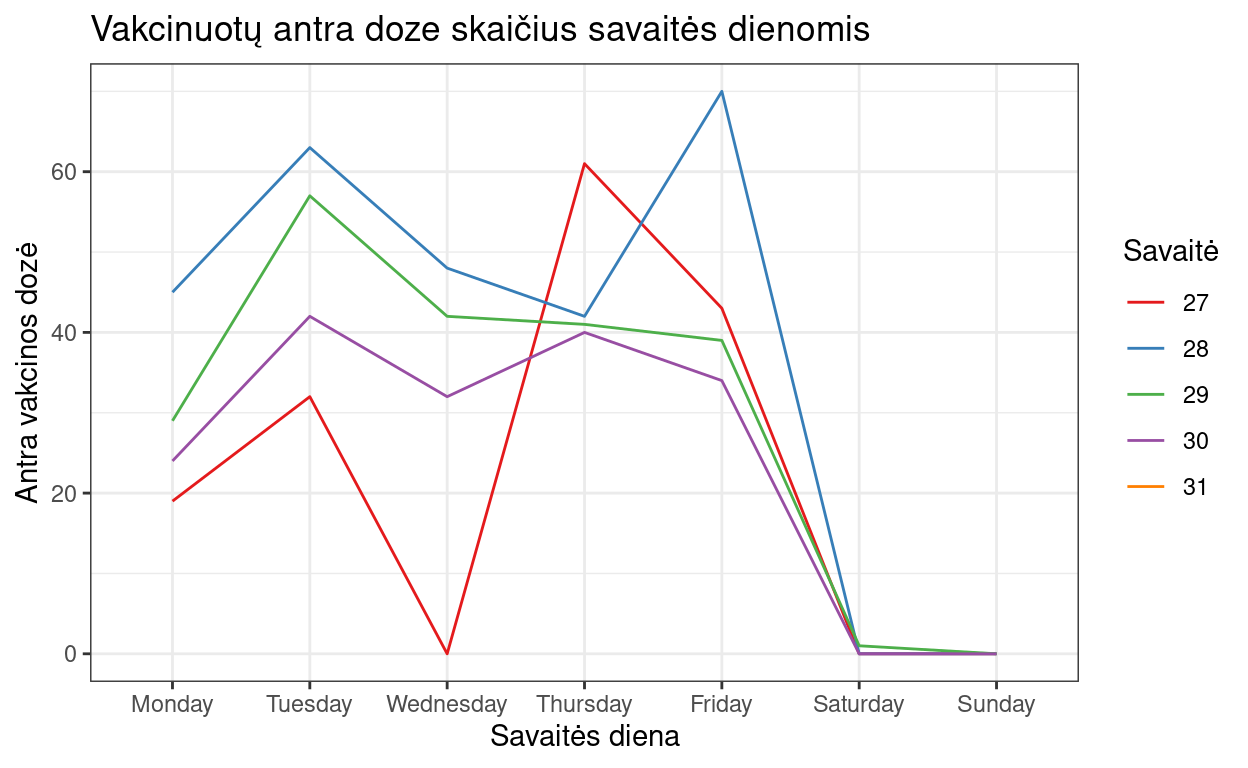 Vakcinuotų antra doze skaičius savaitės dienomis
Antra vakcinos dozė
60
40
20
0
Monday Tuesday Wednesday Thursday Friday Saturday Sunday
Savaitės diena
Savaitė
27
28
29
30
31